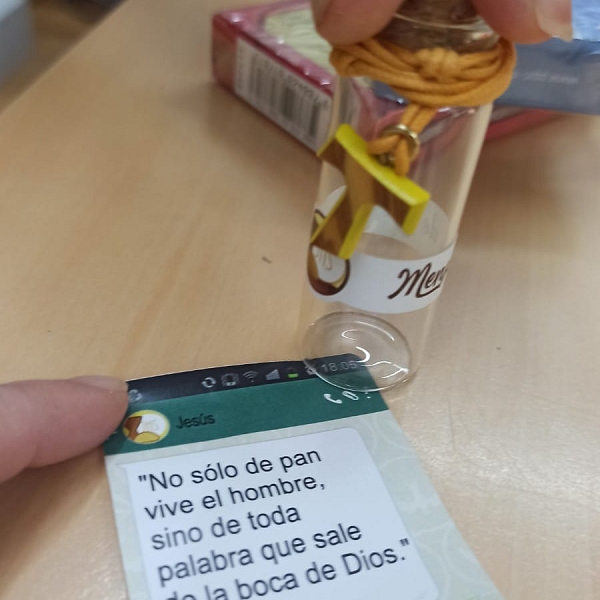 18:05
Jesús
"No sólo de pan
vive el hombre,
sino de toda
palabra que sale
de la boca de Dios."